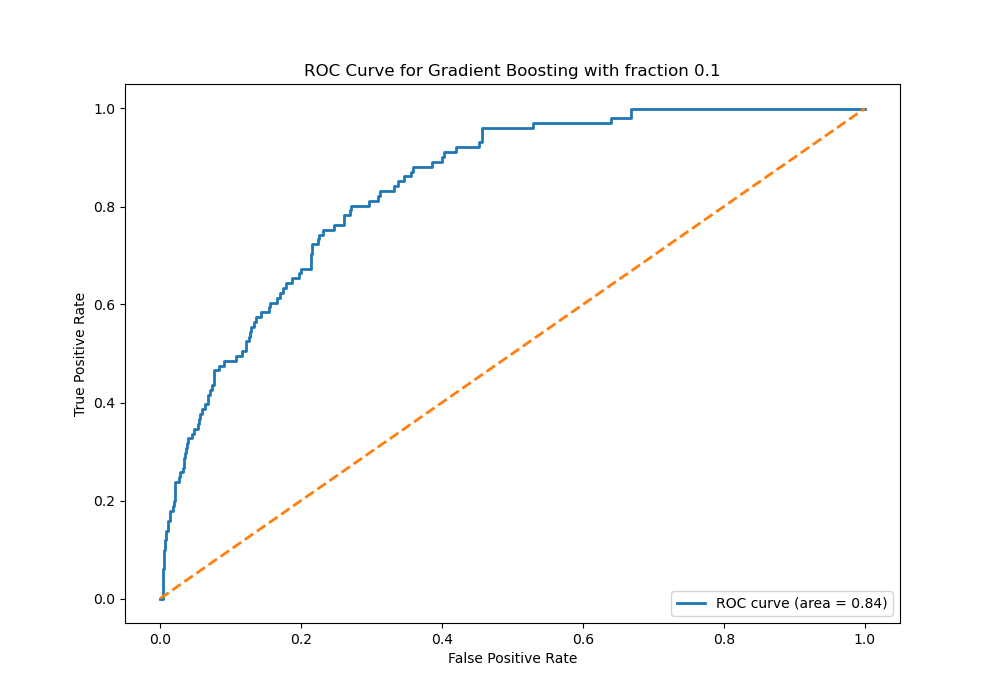 ROC Curve for Gradient Boosting with fraction 0.1
1.0
0.8
0.6
0.4
0.2
0.0
True Positive Rate
0.0 0.2 0.4 0.6 0.8 1.0
False Positive Rate
ROC curve (area = 0.84)